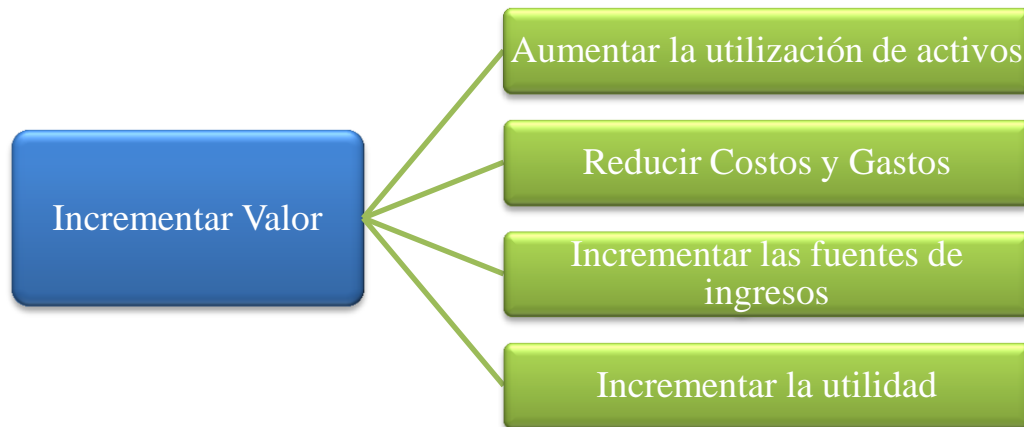 Aumentar la utilización de activos
Reducir Costos y Gastos
Incrementar Valor
Incrementar las fuentes de
ingresos
Incrementar la utilidad